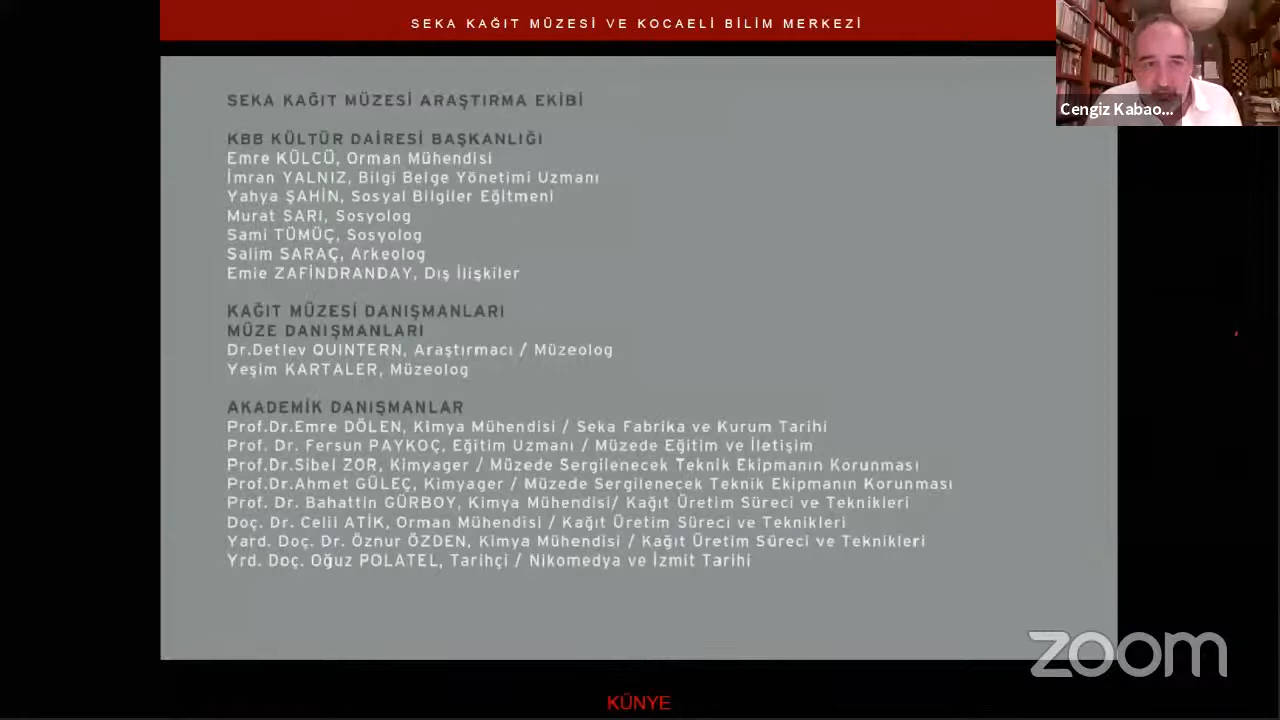 SEKA KAĞIT MÜZESİ VE KOCAELİ BİLİM MERKEZİ
Cengiz Kabao...
SEKA KAĞIT MÜZESİ ARAŞTIRMA EKİBİ
KBB KÜLTÜR DAİRESİ BAŞKANLIĞI
Emre KÜLCÜ, Orman Mühendisi
İmran YALNIZ, Bilgi Belge Yönetimi Uzmanı
Yahya ŞAHİN, Sosyal Bilgiler Eğitmeni
Murat SARI, Sosyolog
Sami TÜMÜÇ, Sosyolog
Salim SARAÇ, Arkeolog
Emie ZAFİNDRANDAY, Dış İlişkiler
KAĞIT MÜZESİ DANIŞMANLARI
MÜZE DANIŞMANLARI
Dr.Detlev QUINTERN, Araştırmacı / Müzeolog
Yeşim KARTALER, Müzeolog
AKADEMİK DANIŞMANLAR
Prof.Dr.Emre DÖLEN, Kimya Mühendisi / Seka Fabrika ve Kurum Tarihi
Prof. Dr. Fersun PAYKOÇ, Eğitim Uzmanı / Müzede Eğitim ve İletişim
Prof.Dr.Sibel ZOR, Kimyager / Müzede Sergilenecek Teknik Ekipmanın Korunması
Prof.Dr.Ahmet GÜLEÇ, Kimyager / Müzede Sergilenecek Teknik Ekipmanın Korunması
Prof. Dr. Bahattin GÜRBOY, Kimya Mühendisi/ Kağıt Üretim Süreci ve Teknikleri
Doç. Dr. Celil ATİK, Orman Mühendisi / Kağıt Üretim Süreci ve Teknikleri
Yard. Doç. Dr. Öznur ÖZDEN, Kimya Mühendisi / Kağıt Üretim Süreci ve Teknikleri
Yrd. Doç. Oğuz POLATEL, Tarihçi / Nikomedya ve İzmit Tarihi
zoom
KÜNYE